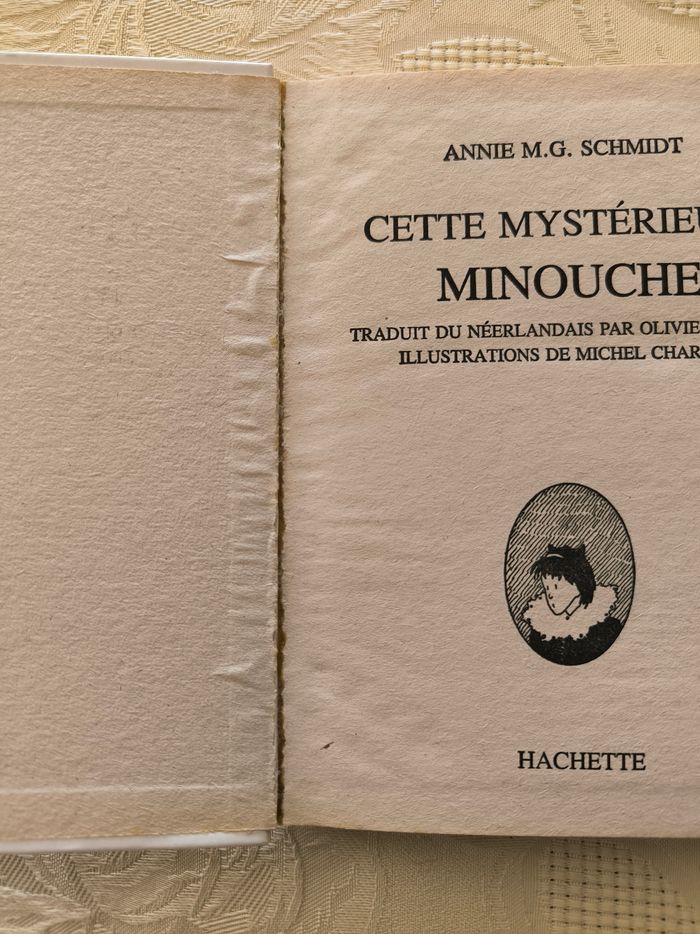 ANNIE M.G. SCHMIDT
CETTE MYSTÉRIEU
MINOUCHE
TRADUIT DU NÉERLANDAIS PAR OLIVIE
ILLUSTRATIONS DE MICHEL CHAR
HACHETTE